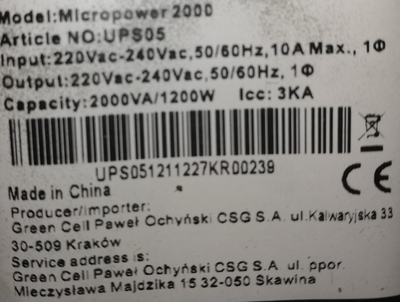 Model:Micropower 2000
Article NO:UPS05
Input:220Vac-240Vac,50/60Hz,10A Max., 1Φ
Output:220Vac-240Vac,50/60Hz, 1Φ
Capacity:2000VA/1200W Icc: 3KA
UPS051211227KR00239
Made in China
CE
Producer/importer:
Green Cell Paweł Ochyński CSG S.A. ul.Kalwaryjska 33
30-509 Kraków
Service address is:
Green Cell Paweł Ochyński CSG S.A. ul. ppor.
Mieczysława Majdzika 15 32-050 Skawina